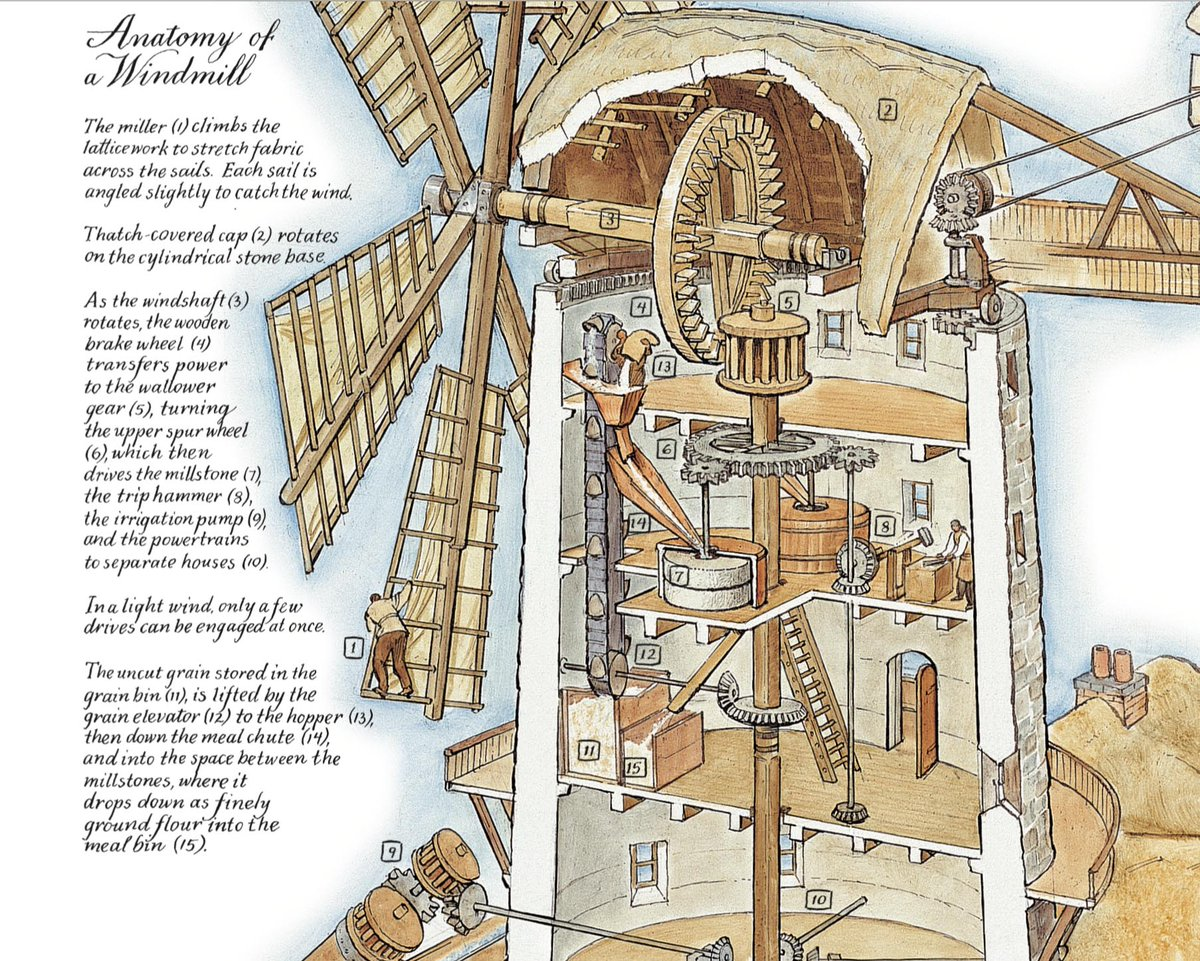 Anatomy of
a Windmill
The miller (1) climbs the
latticework to stretch fabric
across the sails. Each sail is
angled slightly to catch the wind.
Thatch-covered cap (2) rotates
on the cylindrical stone base.
As the windshaft (3)
rotates, the wooden
brake wheel (4)
transfers power
to the wallower
gear (5), turning
the upper spur wheel
(6), which then
drives the millstone (7),
the trip hammer (8),
the irrigation pump (9),
and the powertrains
to separate houses (10).
In a light wind, only a few
drives can be engaged at once.
The uncut grain stored in the
grain bin (11), is lifted by the
grain elevator (12) to the hopper (13),
then down the meal chute (14),
and into the space between the
millstones, where it
drops down as finely
ground flour into the
meal bin (15).
2
3
4
5
13
6
14
8
7
1
12
11
15
9
10